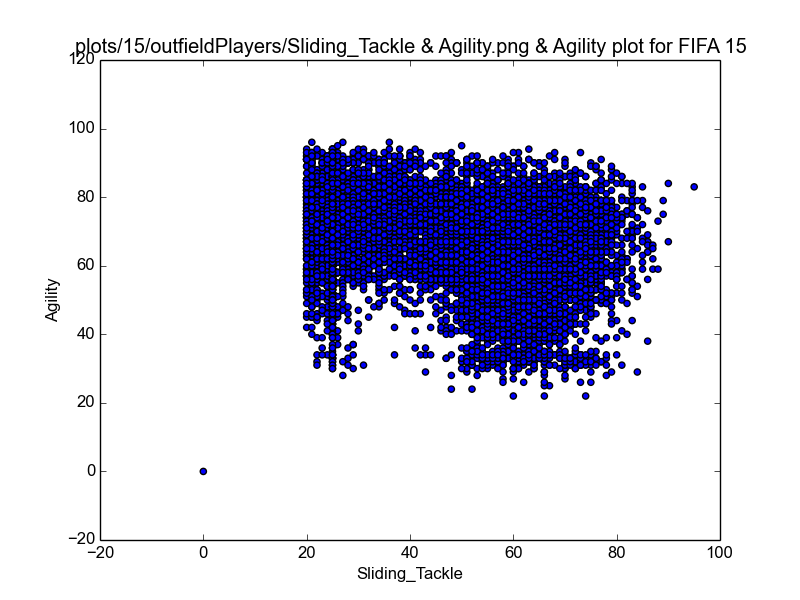 plots/15/outfieldPlayers/Sliding_Tackle & Agility.png & Agility plot for FIFA 15
120
100
80
60
40
20
0
−20
Agility
−20 0 20 40 60 80 100
Sliding_Tackle